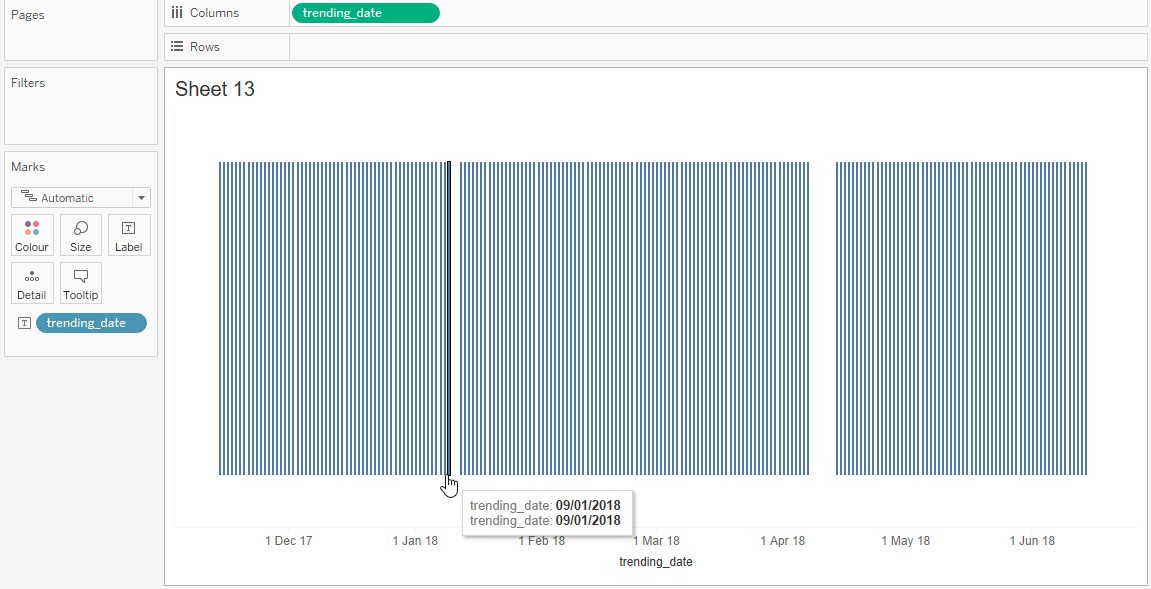 Pages
Columns
trending_date
Rows
Filters
Sheet 13
Marks
Automatic
Colour
Size
T
Label
Detail
Tooltip
T
trending_date
trending_date: 09/01/2018
trending_date: 09/01/2018
1 Dec 17
1 Jan 18
1 Feb 18
1 Mar 18
1 Apr 18
1 May 18
1 Jun 18
trending_date